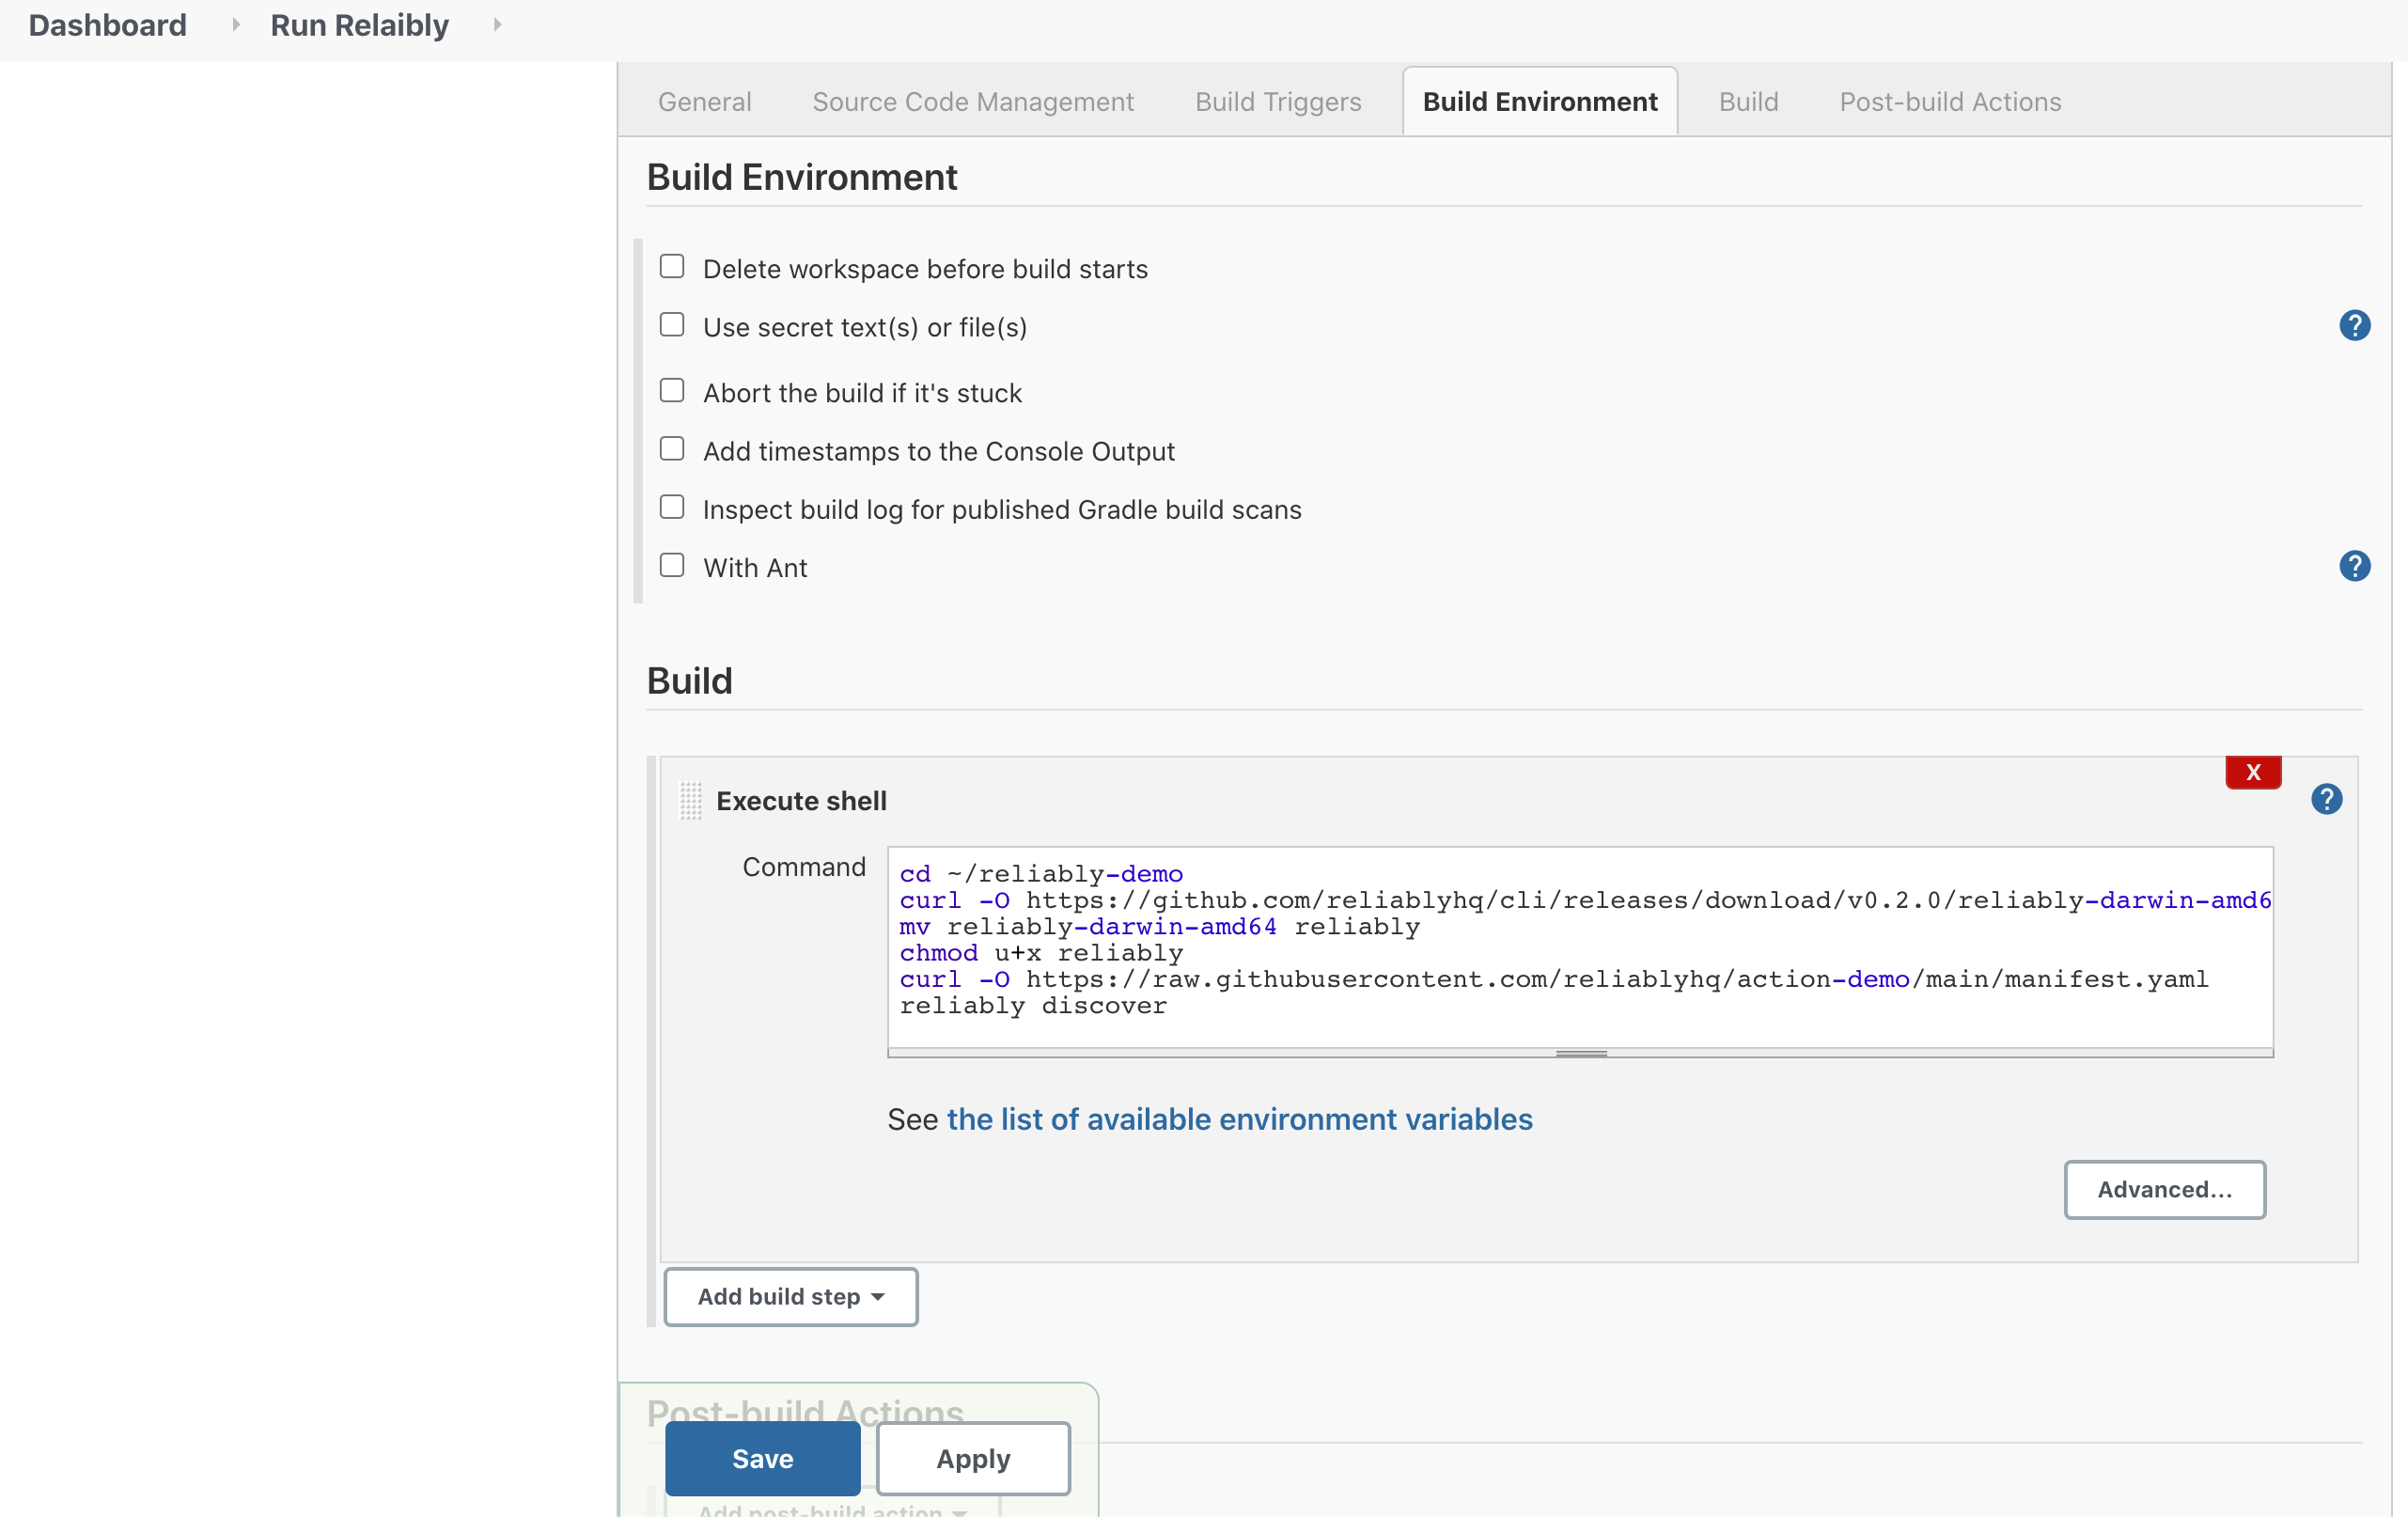 Dashboard Run Relaibly
General Source Code Management Build Triggers Build Environment Build Post-build Actions
Build Environment
Delete workspace before build starts
Use secret text(s) or file(s)
?
Abort the build if it's stuck
Add timestamps to the Console Output
Inspect build log for published Gradle build scans
With Ant
?
Build
X
Execute shell
?
Command
cd ~/reliably-demo
curl -O https://github.com/reliablyhq/cli/releases/download/v0.2.0/reliably-darwin-amd6
mv reliably-darwin-amd64 reliably
chmod u+x reliably
curl -O https://raw.githubusercontent.com/reliablyhq/action-demo/main/manifest.yaml
reliably discover
See the list of available environment variables
Advanced...
Add build step
Post-build Actions
Save Apply
Add post-build action